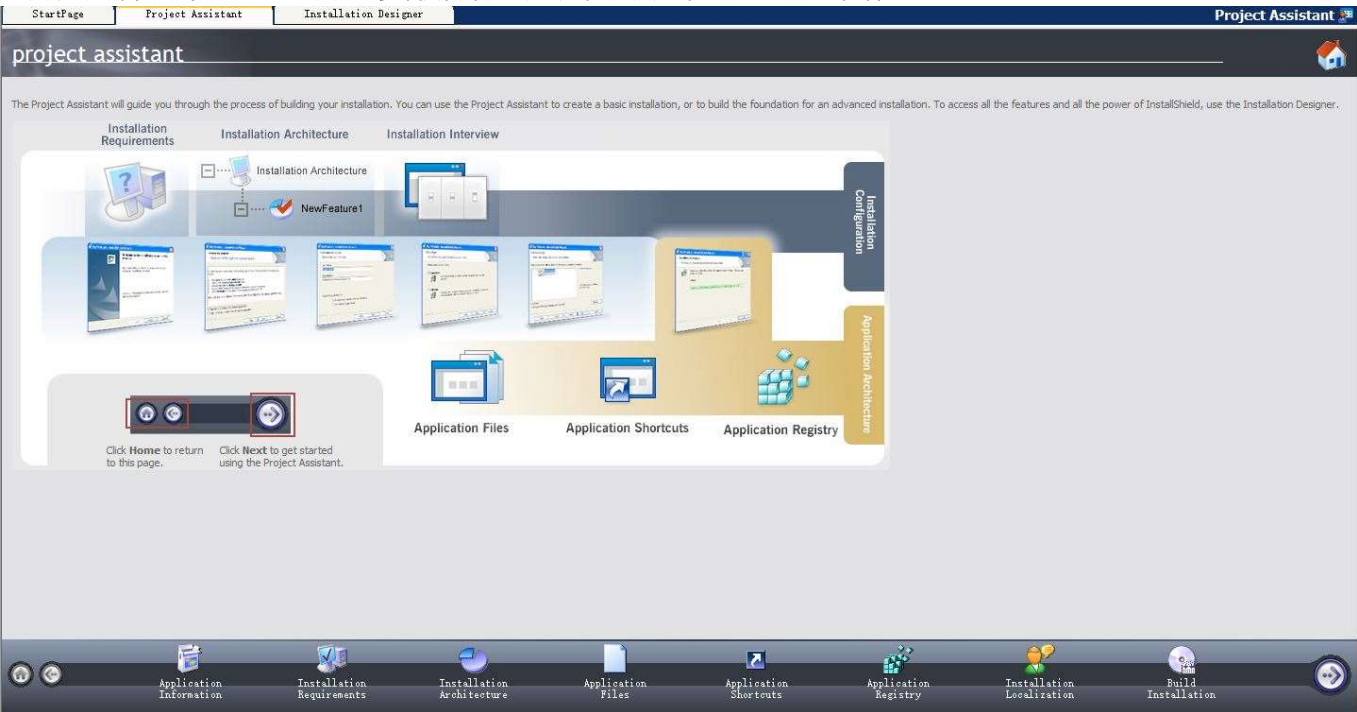 StartPage
Project Assistant
Installation Designer
Project Assistant
project assistant
The Project Assistant will guide you through the process of building your installation. You can use the Project Assistant to create a basic installation, or to build the foundation for an advanced installation. To access all the features and all the power of InstallShield, use the Installation Designer.
Installation
Requirements
Installation Architecture
Installation Interview
Installation Architecture
NewFeature1
Installation
Configuration
Application Architecture
Application Files
Application Shortcuts
Application Registry
Click Home to return
to this page.
Click Next to get started
using the Project Assistant.
Application
Information
Installation
Requirements
Installation
Architecture
Application
Files
Application
Shortcuts
Application
Registry
Installation
Localization
Build
Installation